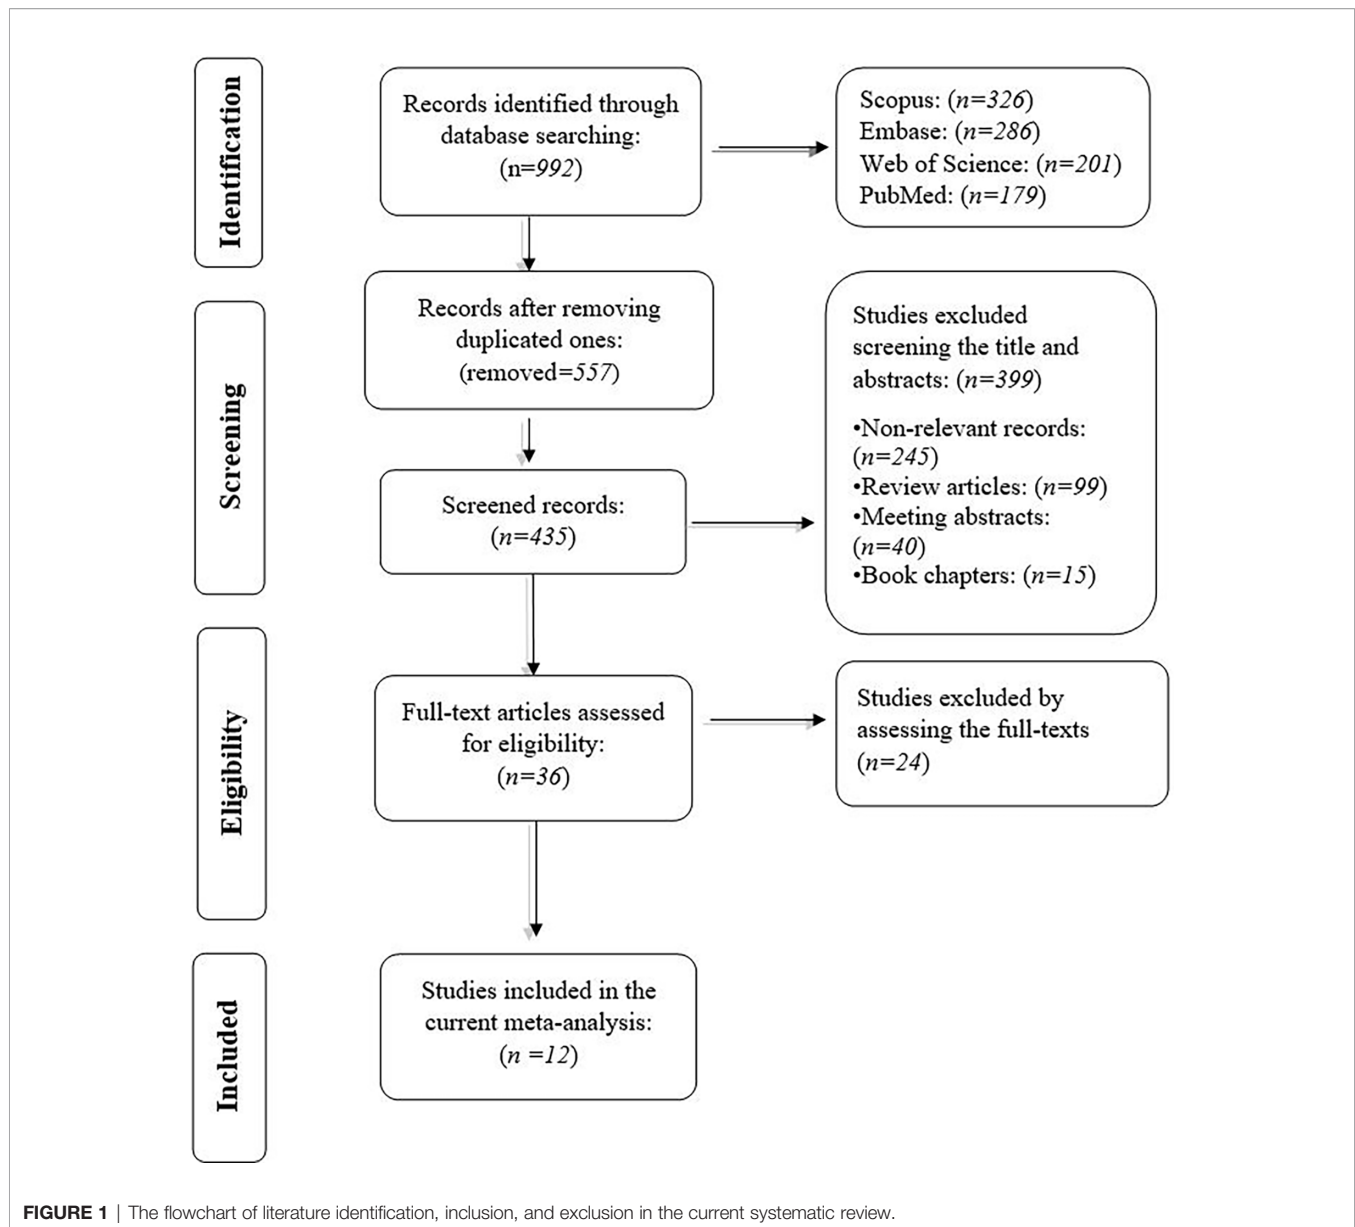 Identification
Records identified through
database searching:
(n=992)
Scopus: (n=326)
Embase: (n=286)
Web of Science: (n=201)
PubMed: (n=179)
Screening
Records after removing
duplicated ones:
(removed=557)
Studies excluded
screening the title and
abstracts: (n=399)
•Non-relevant records:
(n=245)
•Review articles: (n=99)
•Meeting abstracts:
(n=40)
•Book chapters: (n=15)
Screened records:
(n=435)
Eligibility
Full-text articles assessed
for eligibility:
(n=36)
Studies excluded by
assessing the full-texts
(n=24)
Included
Studies included in the
current meta-analysis:
(n =12)
FIGURE 1 | The flowchart of literature identification, inclusion, and exclusion in the current systematic review.